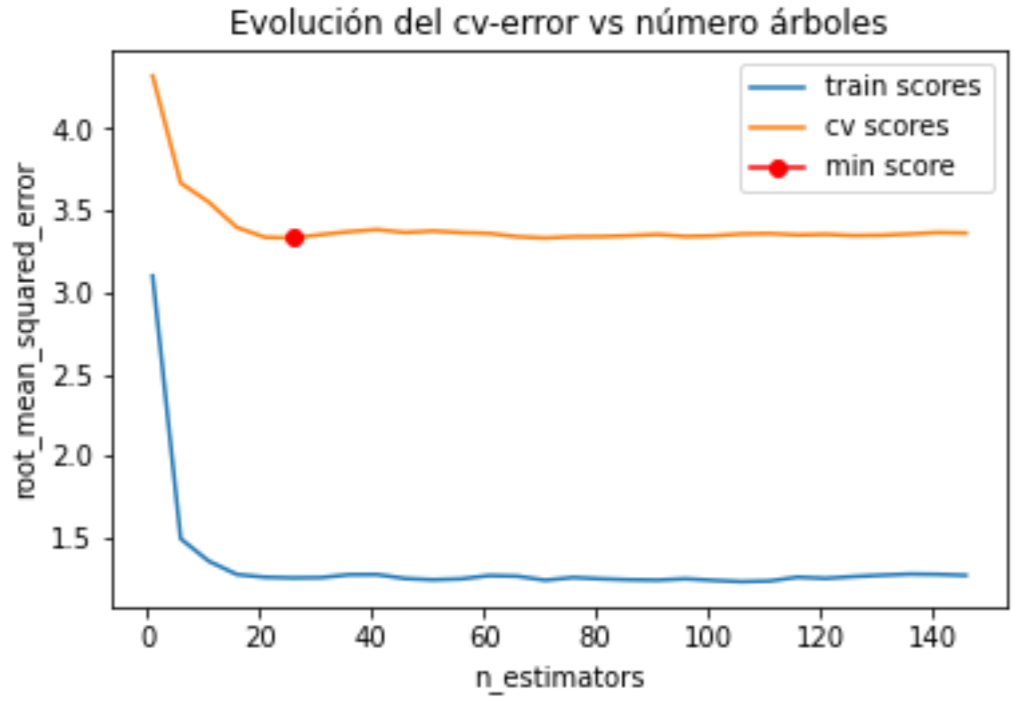 Evolución del cv-error vs número árboles
train scores
cv scores
min score
root_mean_squared_error
4.0
3.5
3.0
2.5
2.0
1.5
0 20 40 60 80 100 120 140
n_estimators